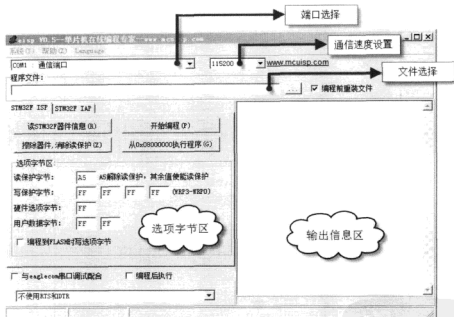 端口选择
mcuisp V0.5--单片机在线编程专家--www.mcuisp.com
通信速度设置
系统(X) 帮助(Z) Language
COM1 通信端口
115200
www.mcuisp.com
文件选择
程序文件:
...
编程前重装文件
STM32F ISP STM32F IAP
读STM32F器件信息(R) 开始编程(P)
擦除器件,消除读保护(Z) 从0x08000000执行程序(G)
选项字节区
读保护字节: A5 A5解除读保护,其余值使能读保护
写保护字节: FF FF FF FF (WRP3-WRP0)
硬件选项字节: FF
用户数据字节: FF FF
编程到FLASH时写选项字节
选项字节区
输出信息区
与eaglecom串口调试配合 编程后执行
不使用RTS和DTR